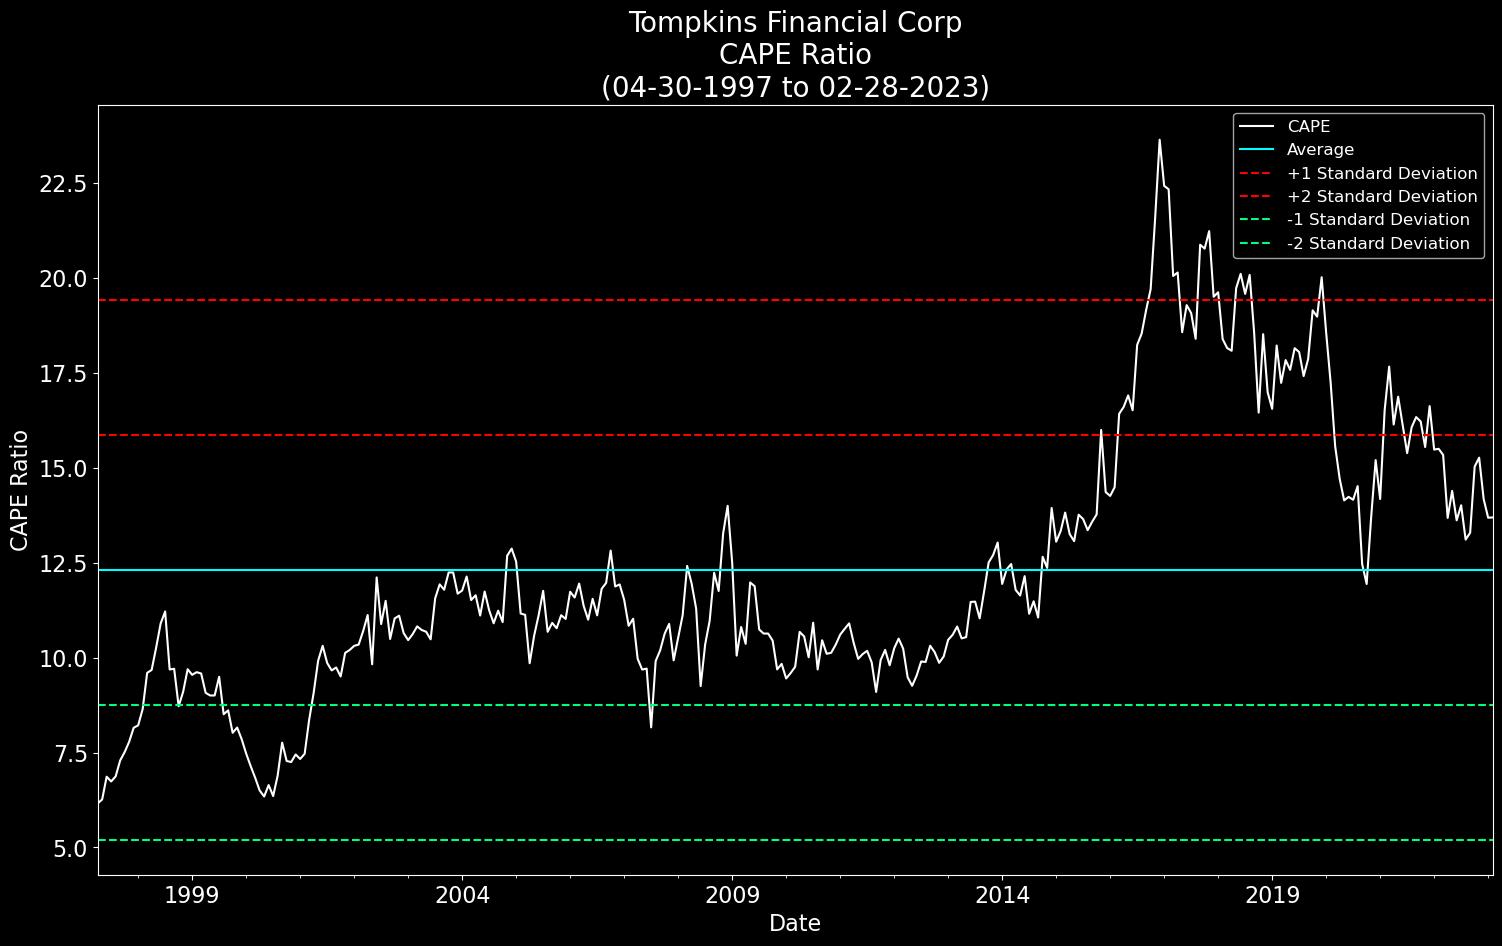 Tompkins Financial Corp
CAPE Ratio
(04-30-1997 to 02-28-2023)
CAPE
Average
+1 Standard Deviation
+2 Standard Deviation
-1 Standard Deviation
-2 Standard Deviation
CAPE Ratio
22.5
20.0
17.5
15.0
12.5
10.0
7.5
5.0
1999
2004
2009
2014
2019
Date